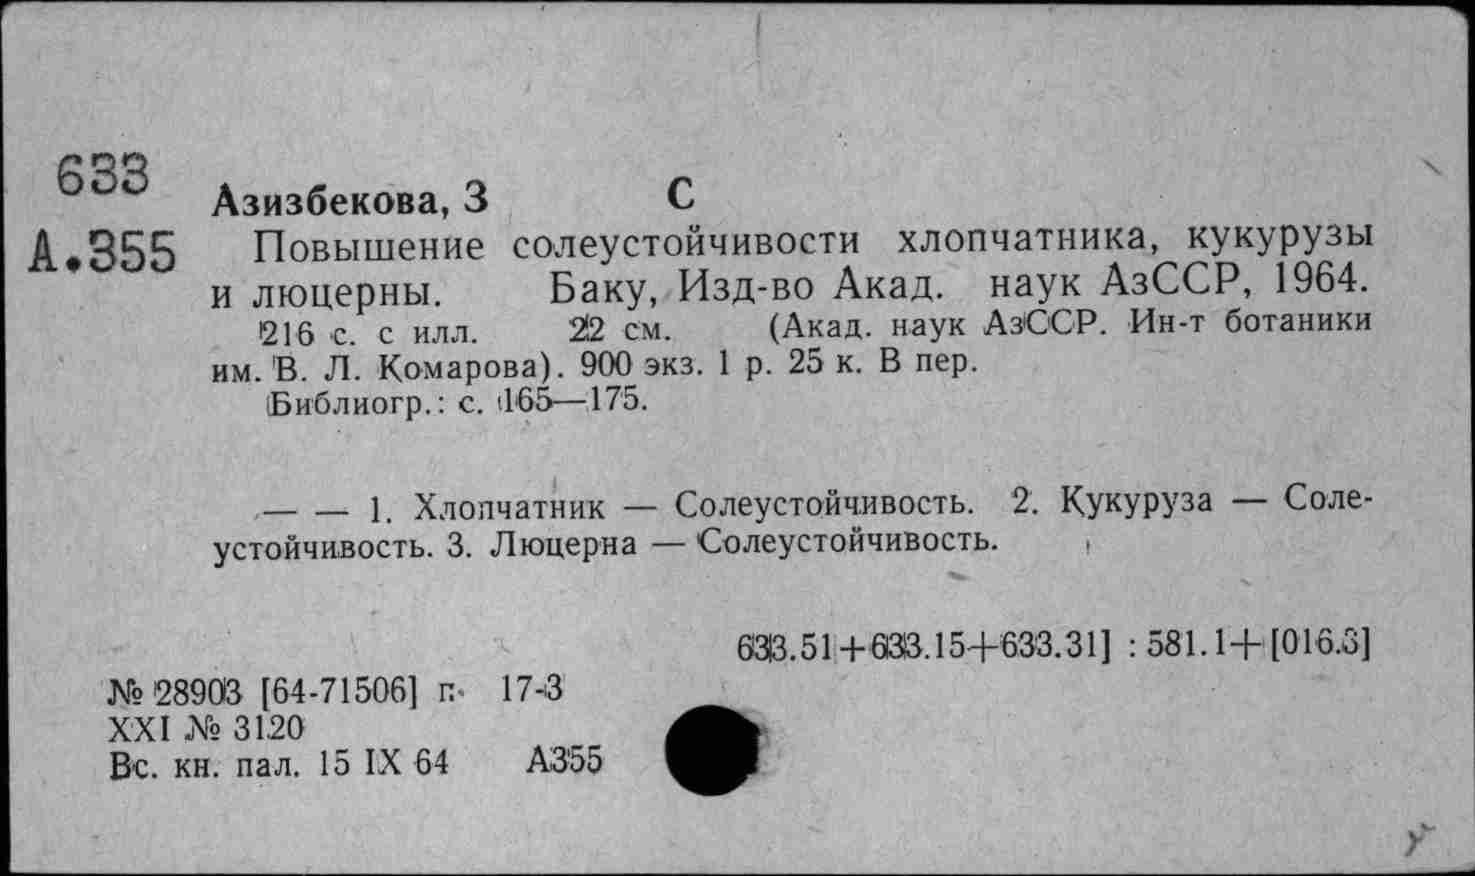 633
Азизбекова, З С
А.355
Повышение солеустойчивости хлопчатника, кукурузы
и люцерны. Баку, Изд-во Акад. наук АзССР, 1964.
216 с. с илл. 22 см. (Акад. наук АзССР. Ин-т ботаники
им. В. Л. Комарова). 900 экз. 1 р. 25 к. В пер.
Библиогр.: с. 165—175.
— — 1. Хлопчатник — Солеустойчивость. 2. Кукуруза — Соле-
устойчивость. 3. Люцерна — Солеустойчивость.
633.51+633.15+633.31] : 581.1+[016.3]
№ 28903 [64-71506] п. 17-3
XXI № 3120
Вс. кн. пал. 15 IX 64 А355